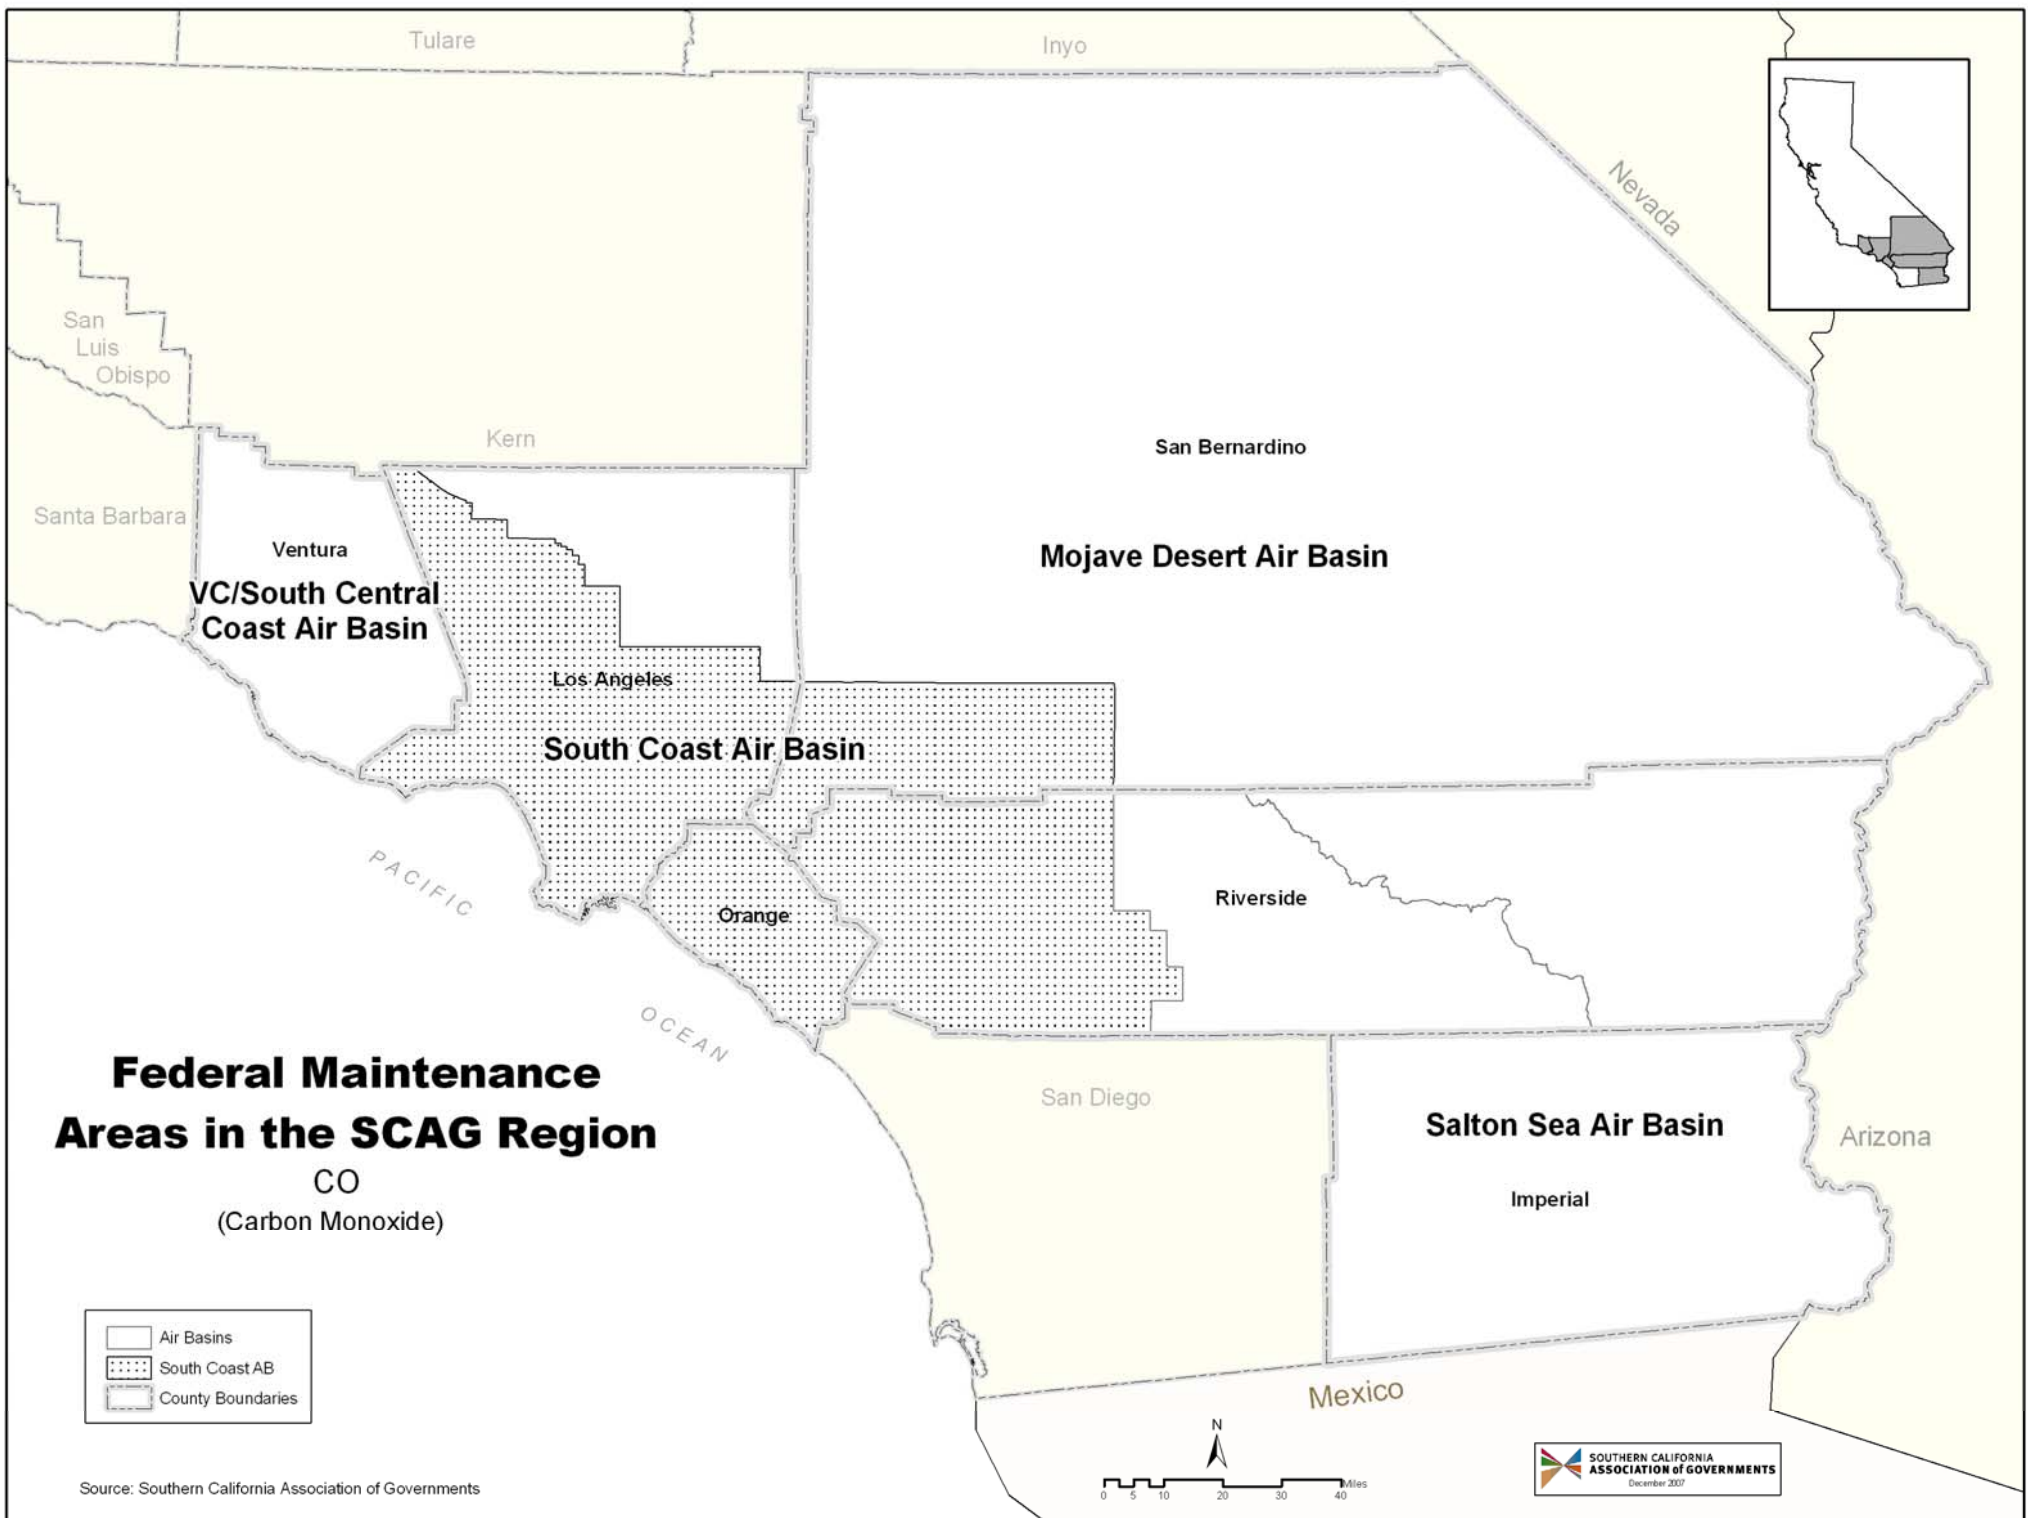 Tulare
Inyo
Nevada
San
Luis
Obispo
Kern
San Bernardino
Santa Barbara
Ventura
Mojave Desert Air Basin
VC/South Central
Coast Air Basin
Los Angeles
South Coast Air Basin
PACIFIC
Riverside
Orange
OCEAN
Federal Maintenance
Areas in the SCAG Region
CO
(Carbon Monoxide)
San Diego
Salton Sea Air Basin
Arizona
Imperial
Air Basins
South Coast AB
County Boundaries
Mexico
N
Miles
0 5 10 20 30 40
SOUTHERN CALIFORNIA
ASSOCIATION of GOVERNMENTS
December 2007
Source: Southern California Association of Governments